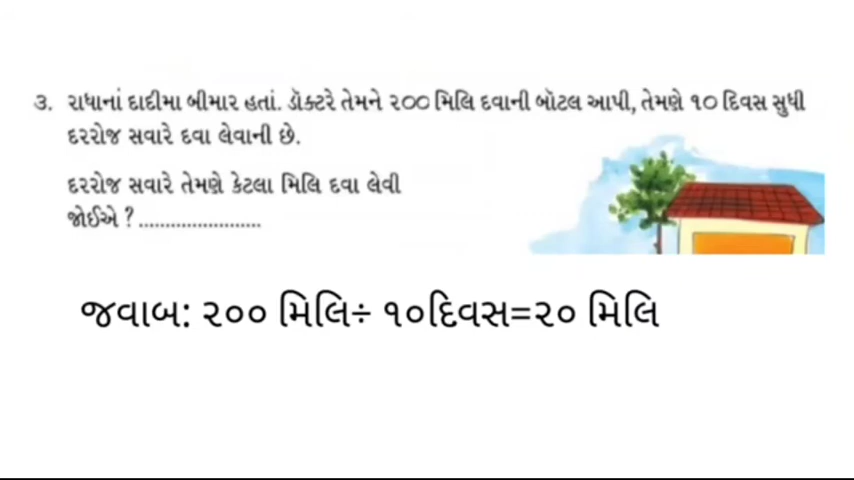 ૩. રાધાનાં દાદીમા બીમાર હતાં. ડૉક્ટરે તેમને ૨૦૦ મિલિ દવાની બૉટલ આપી, તેમણે ૧૦ દિવસ સુધી
દરરોજ સવારે દવા લેવાની છે.
દરરોજ સવારે તેમણે કેટલા મિલિ દવા લેવી
જોઈએ ? ........................
જવાબ: ૨૦૦ મિલિ÷ ૧૦દિવસ=૨૦ મિલિ